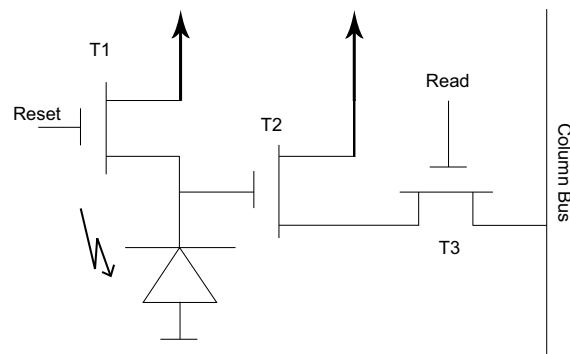 T1
Reset
T2
Read
T3
Column Bus